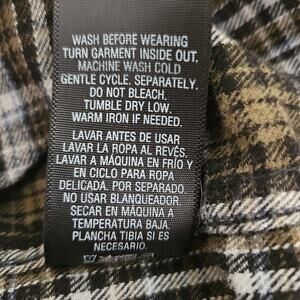 WASH BEFORE WEARING
TURN GARMENT INSIDE OUT.
MACHINE WASH COLD
GENTLE CYCLE. SEPARATELY.
DO NOT BLEACH.
TUMBLE DRY LOW.
WARM IRON IF NEEDED.
LAVAR ANTES DE USAR
LAVAR LA ROPA AL REVÉS.
LAVAR A MÁQUINA EN FRÍO Y
EN CICLO PARA ROPA
DELICADA. POR SEPARADO.
NO USAR BLANQUEADOR.
SECAR EN MÁQUINA A
TEMPERATURA BAJA.
PLANCHA TIBIA SI ES
NECESARIO.